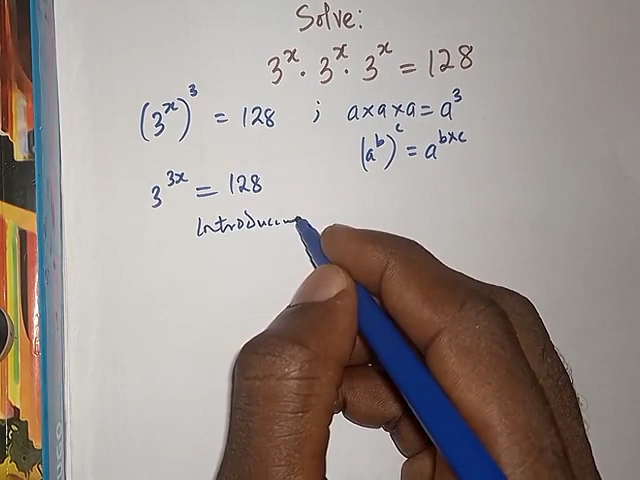 Solve:
3^x · 3^x · 3^x = 128
(3^x)^3 = 128 ; a×a×a = a^3
(a^b)^c = a^{b×c}
3^{3x} = 128